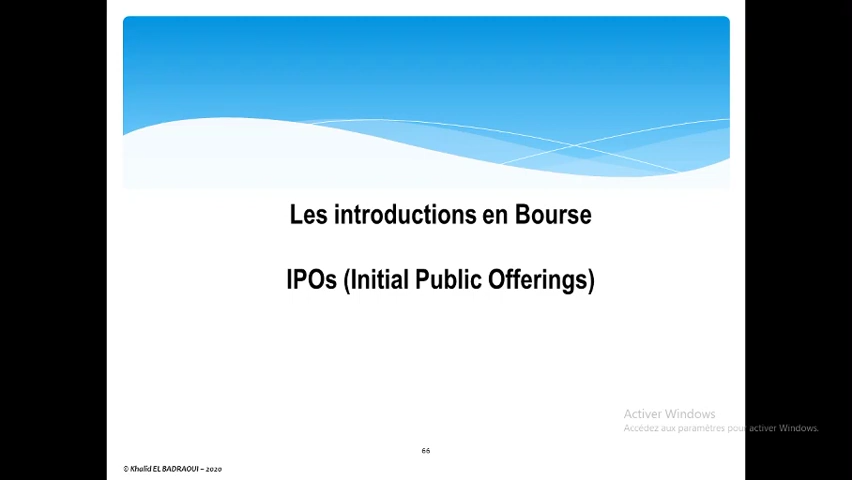 Les introductions en Bourse
IPOs (Initial Public Offerings)
Activer Windows
Accédez aux paramètres pour activer Windows.
66
© Khalid EL BADRAOUI – 2020